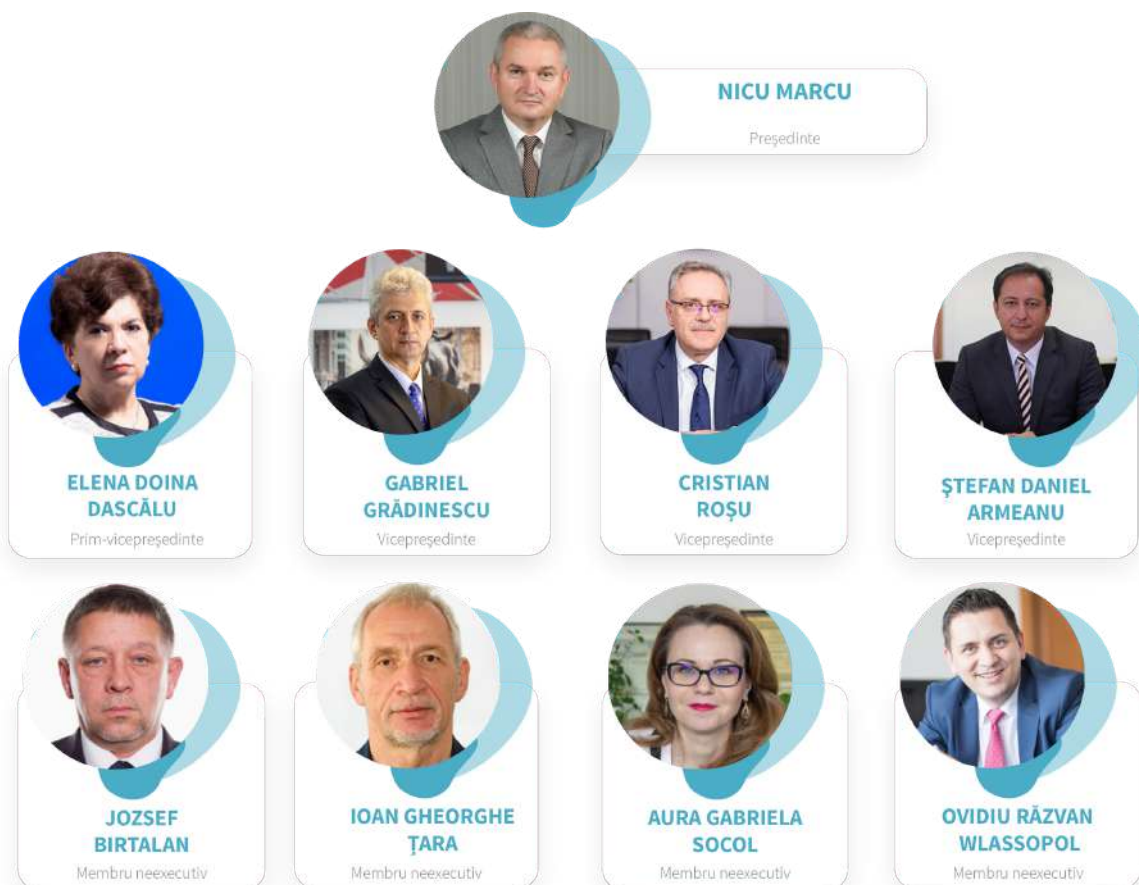 NICU MARCU
Președinte
ELENA DOINA
DASCĂLU
Prim-vicepreședinte
GABRIEL
GRĂDINESCU
Vicepreședinte
CRISTIAN
ROȘU
Vicepreședinte
ȘTEFAN DANIEL
ARMEANU
Vicepreședinte
JOZSEF
BIRTALAN
Membru neexecutiv
IOAN GHEORGHE
ȚARA
Membru neexecutiv
AURA GABRIELA
SOCOL
Membru neexecutiv
OVIDIU RĂZVAN
WLASSOPOL
Membru neexecutiv